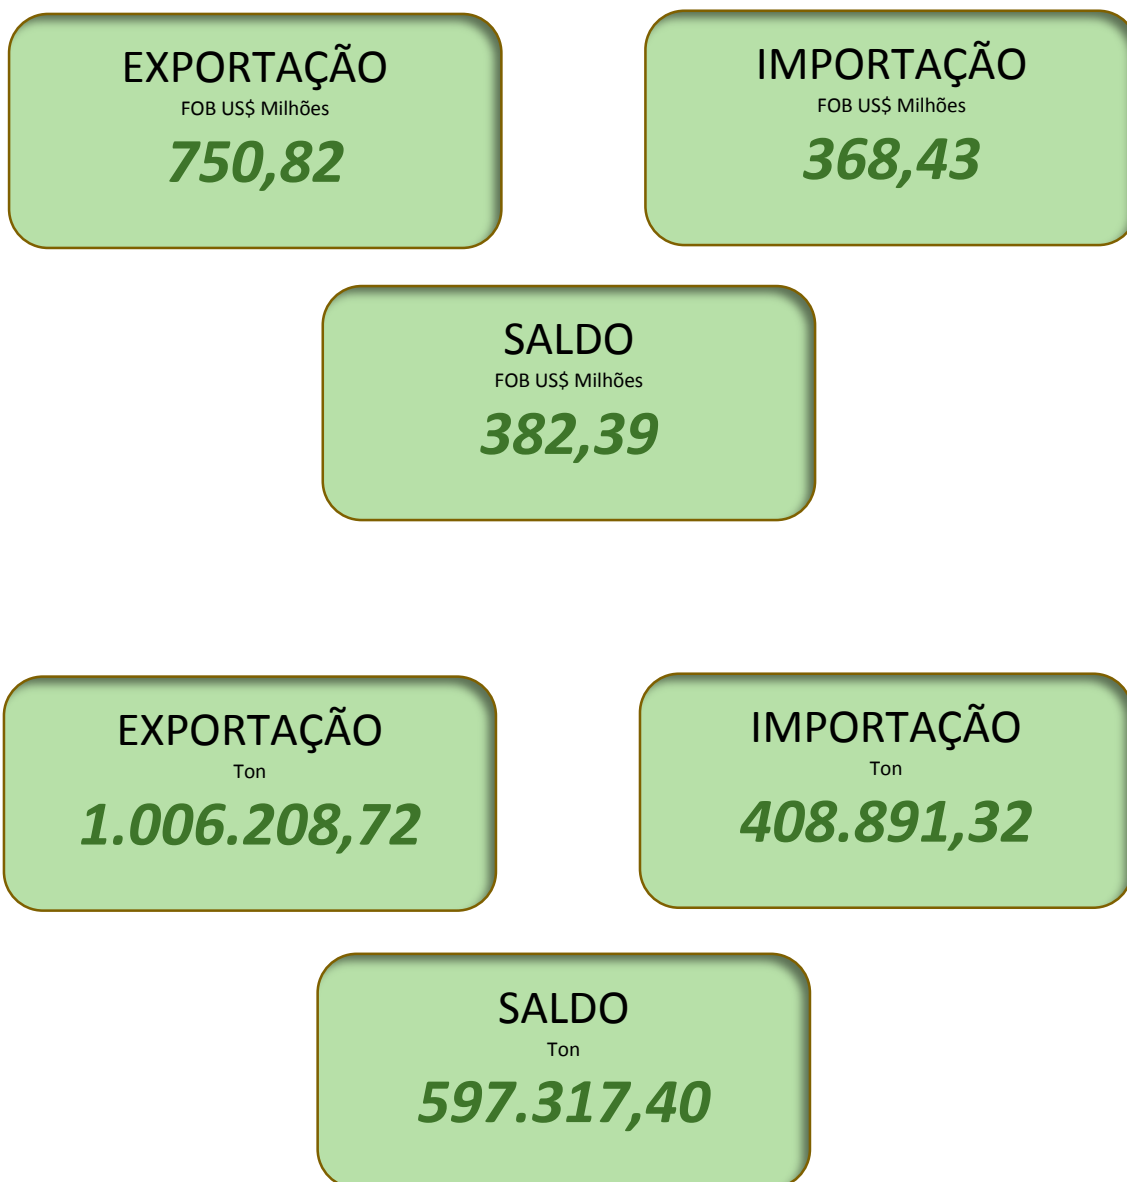 EXPORTAÇÃO
FOB US$ Milhões
750,82
IMPORTAÇÃO
FOB US$ Milhões
368,43
SALDO
FOB US$ Milhões
382,39
EXPORTAÇÃO
Ton
1.006.208,72
IMPORTAÇÃO
Ton
408.891,32
SALDO
Ton
597.317,40